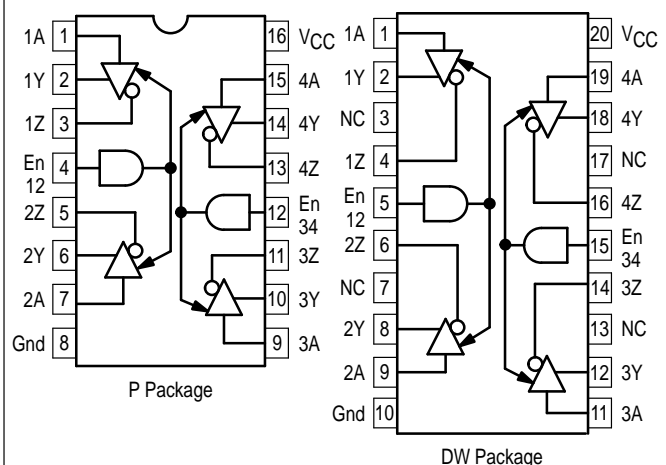 1A 1 16 VCC
1Y 2 15 4A
1Z 3 14 4Y
En 12 4 13 4Z
2Z 5 12 En 34
2Y 6 11 3Z
2A 7 10 3Y
Gnd 8 9 3A
P Package
1A 1 20 VCC
1Y 2 19 4A
NC 3 18 4Y
1Z 4 17 NC
En 12 5 16 4Z
2Z 6 15 En 34
NC 7 14 3Z
2Y 8 13 NC
2A 9 12 3Y
Gnd 10 11 3A
DW Package